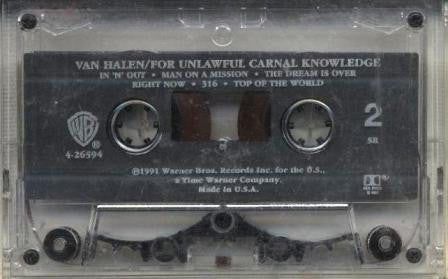 VAN HALEN/FOR UNLAWFUL CARNAL KNOWLEDGE
IN 'N' OUT • MAN ON A MISSION • THE DREAM IS OVER
RIGHT NOW • 316 • TOP OF THE WORLD
WB®
4-26594
2
SR
℗1991 Warner Bros. Records Inc. for the U.S.,
a Time Warner Company.
Made in U.S.A.